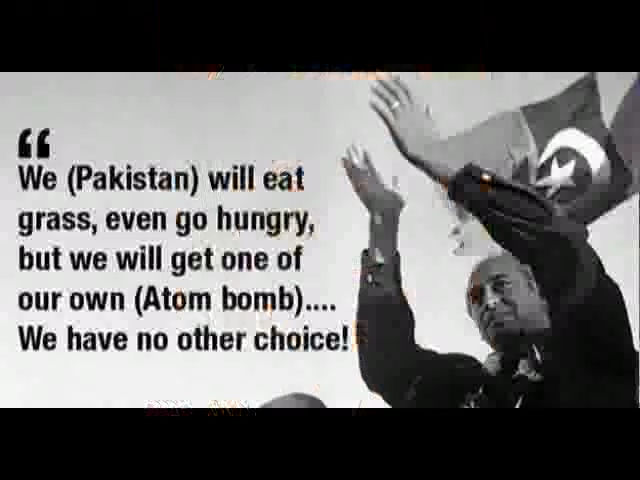 “
We (Pakistan) will eat
grass, even go hungry,
but we will get one of
our own (Atom bomb)....
We have no other choice!